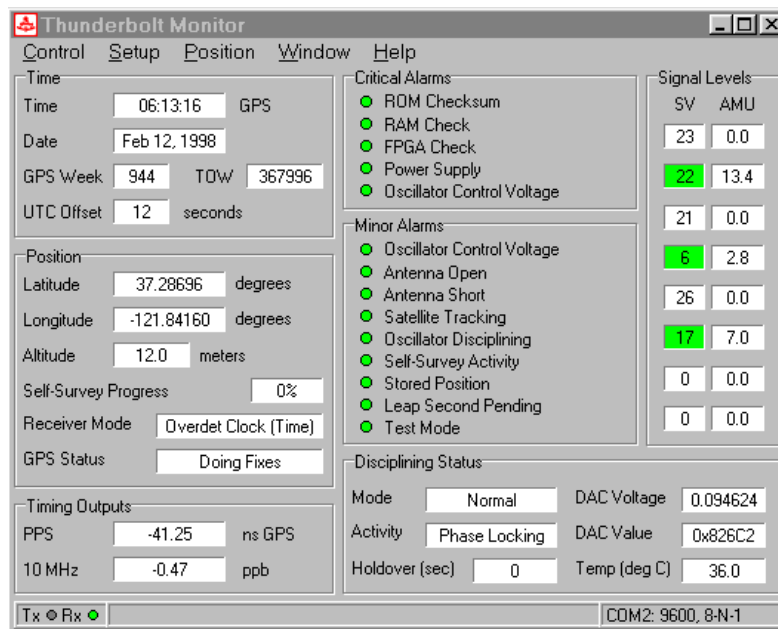 Thunderbolt Monitor
Control Setup Position Window Help
Time
Time 06:13:16 GPS
Date Feb 12, 1998
GPS Week 944 TOW 367996
UTC Offset 12 seconds
Position
Latitude 37.28696 degrees
Longitude -121.84160 degrees
Altitude 12.0 meters
Self-Survey Progress 0%
Receiver Mode Overdet Clock (Time)
GPS Status Doing Fixes
Timing Outputs
PPS -41.25 ns GPS
10 MHz -0.47 ppb
Critical Alarms
ROM Checksum
RAM Check
FPGA Check
Power Supply
Oscillator Control Voltage
Minor Alarms
Oscillator Control Voltage
Antenna Open
Antenna Short
Satellite Tracking
Oscillator Disciplining
Self-Survey Activity
Stored Position
Leap Second Pending
Test Mode
Signal Levels
SV AMU
23 0.0
22 13.4
21 0.0
6 2.8
26 0.0
17 7.0
0 0.0
0 0.0
Disciplining Status
Mode Normal DAC Voltage 0.094624
Activity Phase Locking DAC Value 0x826C2
Holdover (sec) 0 Temp (deg C) 36.0
Tx Rx COM2: 9600, 8-N-1